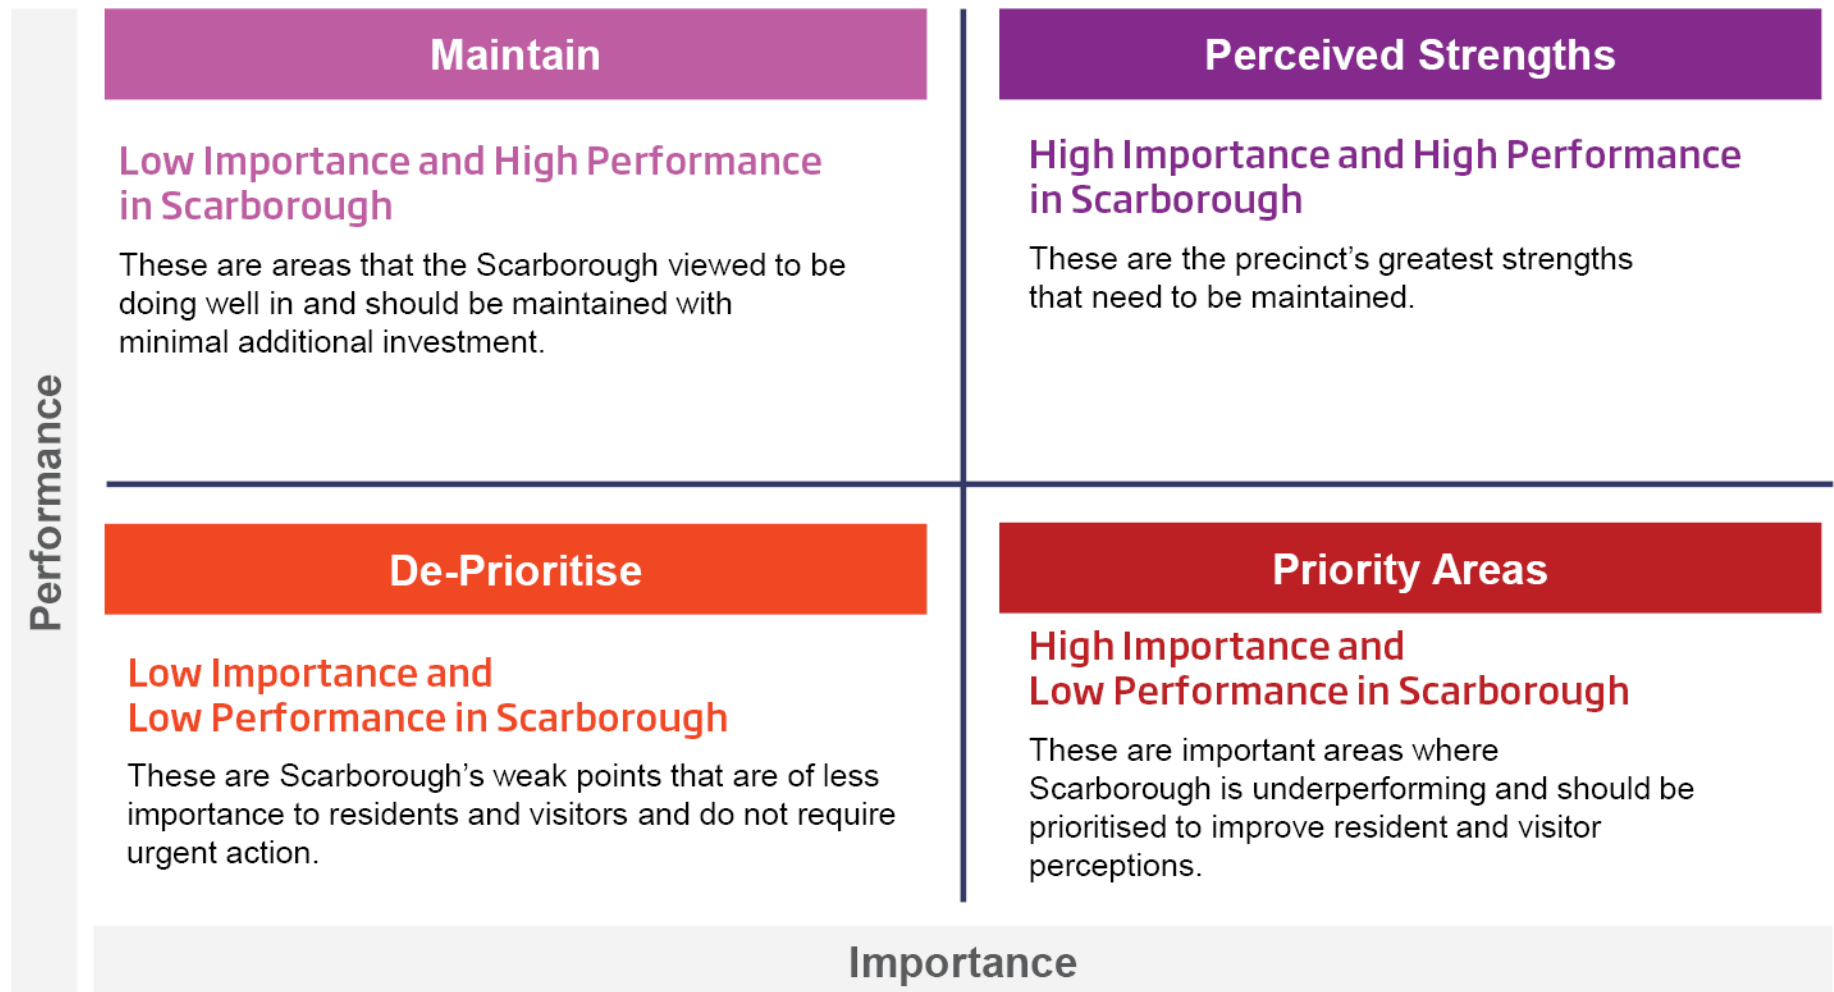 Maintain
Low Importance and High Performance
in Scarborough
These are areas that the Scarborough viewed to be
doing well in and should be maintained with
minimal additional investment.
Perceived Strengths
High Importance and High Performance
in Scarborough
These are the precinct’s greatest strengths
that need to be maintained.
De-Prioritise
Low Importance and
Low Performance in Scarborough
These are Scarborough’s weak points that are of less
importance to residents and visitors and do not require
urgent action.
Priority Areas
High Importance and
Low Performance in Scarborough
These are important areas where
Scarborough is underperforming and should be
prioritised to improve resident and visitor
perceptions.
Performance
Importance